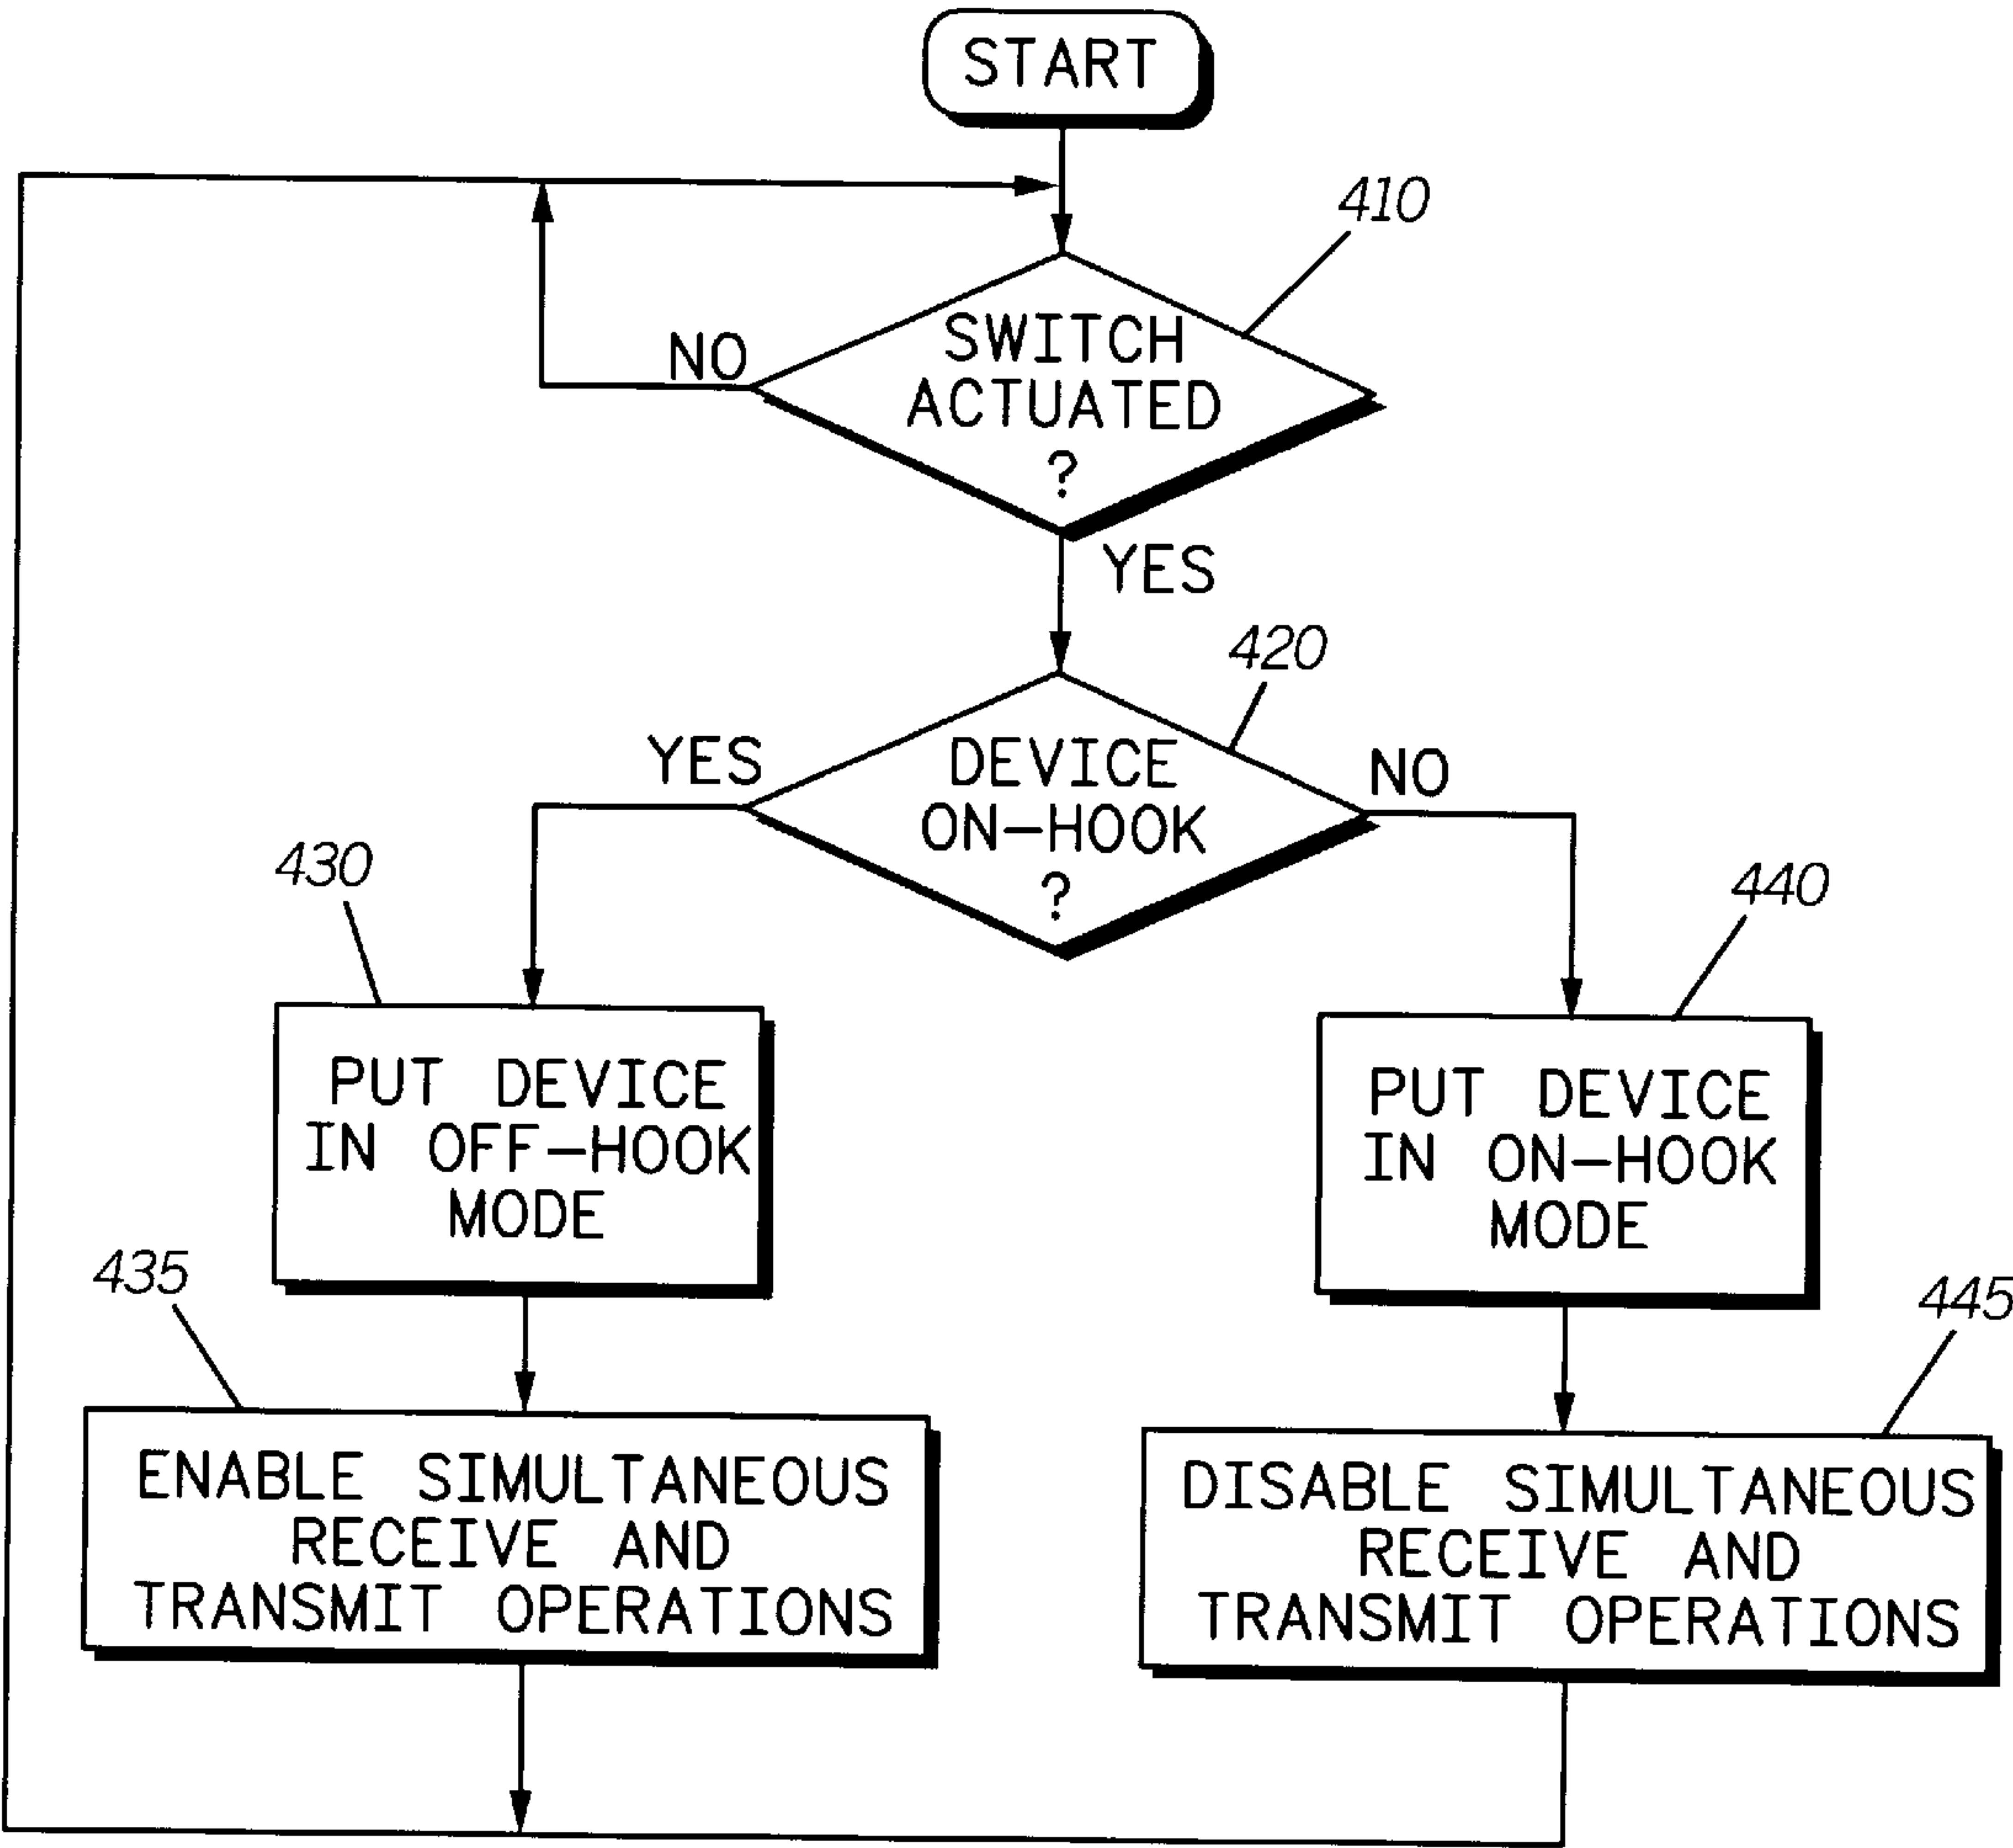 START
410
SWITCH
ACTUATED
?
NO
YES
420
DEVICE
ON-HOOK
?
YES
NO
430
PUT DEVICE
IN OFF-HOOK
MODE
440
PUT DEVICE
IN ON-HOOK
MODE
435
ENABLE SIMULTANEOUS
RECEIVE AND
TRANSMIT OPERATIONS
445
DISABLE SIMULTANEOUS
RECEIVE AND
TRANSMIT OPERATIONS